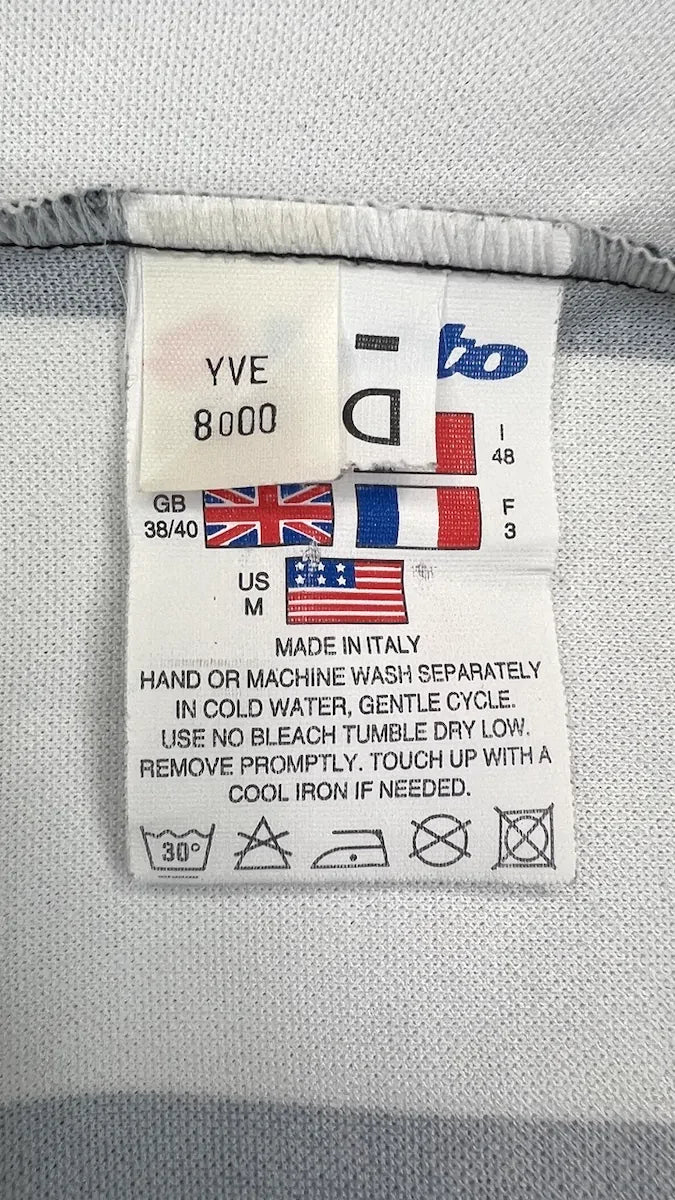 YVE
8000
I
D
to
I
48
GB
38/40
F
3
US
M
MADE IN ITALY
HAND OR MACHINE WASH SEPARATELY
IN COLD WATER, GENTLE CYCLE.
USE NO BLEACH TUMBLE DRY LOW.
REMOVE PROMPTLY. TOUCH UP WITH A
COOL IRON IF NEEDED.
30°